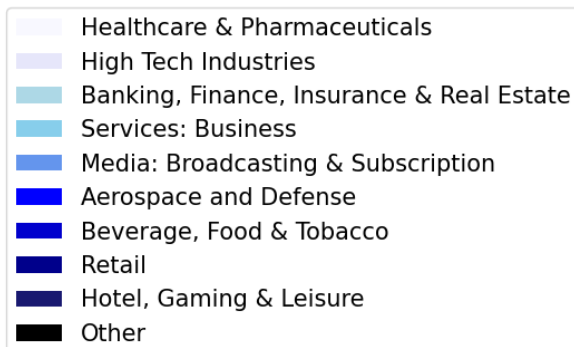 Healthcare & Pharmaceuticals
High Tech Industries
Banking, Finance, Insurance & Real Estate
Services: Business
Media: Broadcasting & Subscription
Aerospace and Defense
Beverage, Food & Tobacco
Retail
Hotel, Gaming & Leisure
Other